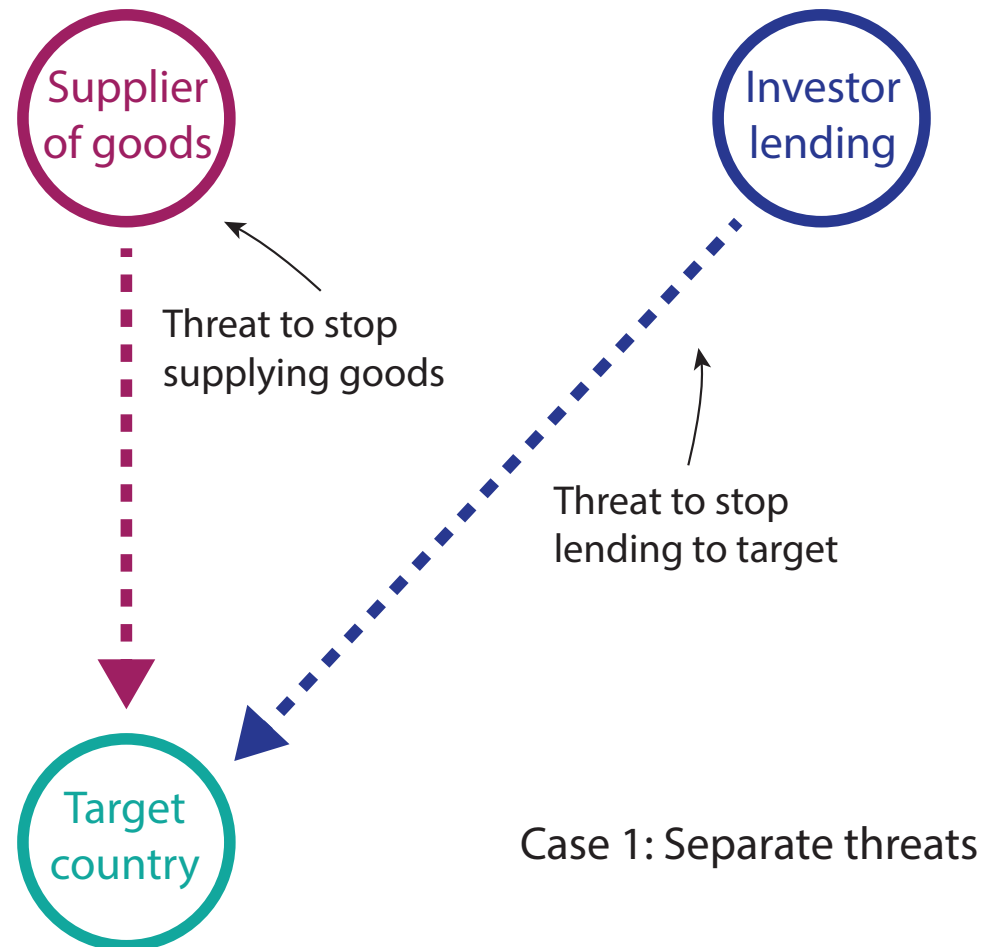 Supplier
of goods
Investor
lending
Threat to stop
supplying goods
Threat to stop
lending to target
Target
country
Case 1: Separate threats